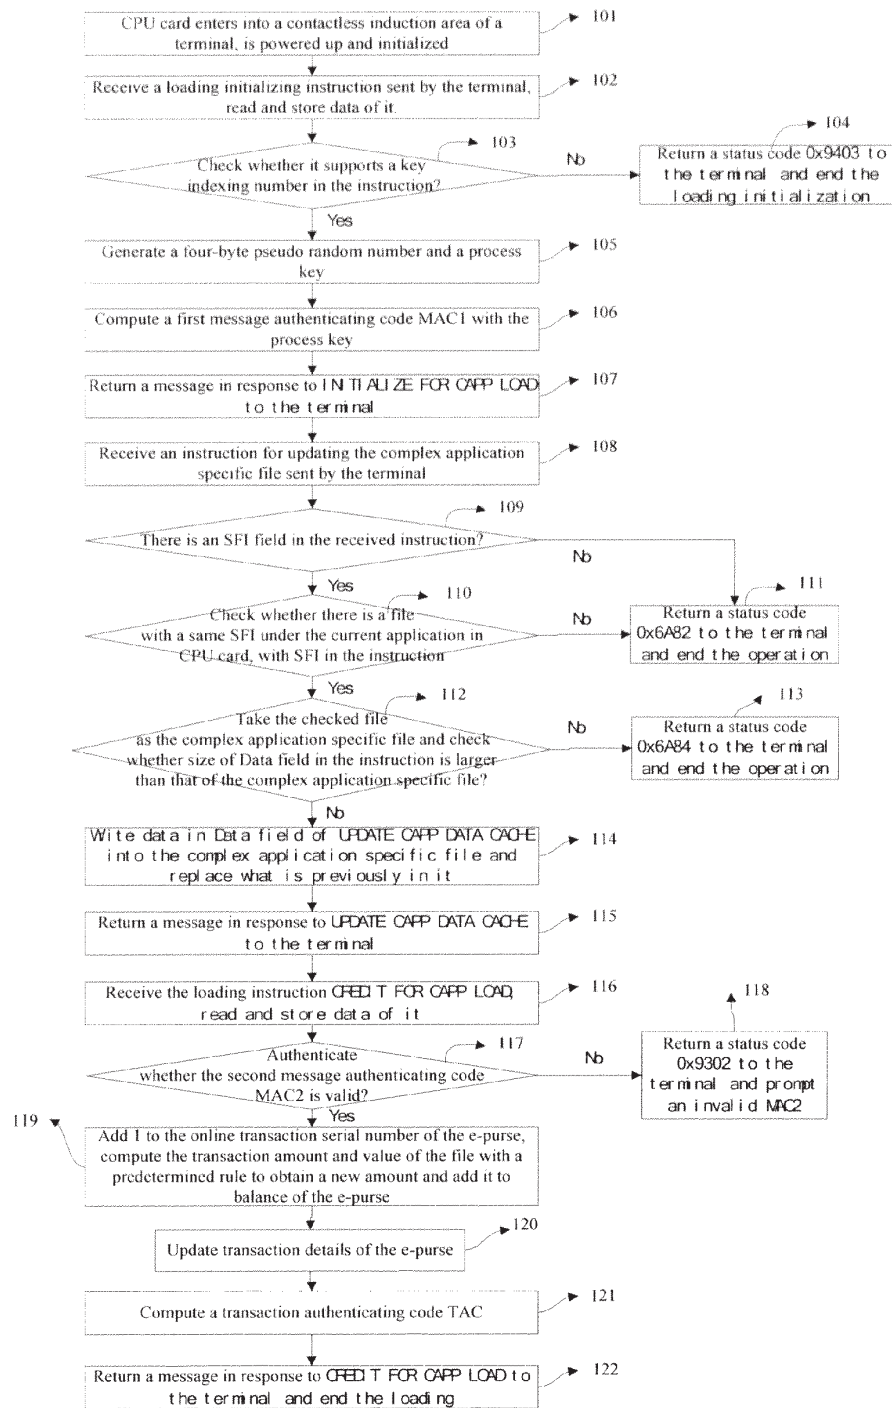 CPU card enters into a contactless induction area of a
terminal, is powered up and initialized
101
Receive a loading initializing instruction sent by the terminal,
read and store data of it.
102
103
Check whether it supports a key
indexing number in the instruction?
No
104
Return a status code 0x9403 to
the terminal and end the
loading initialization
Yes
Generate a four-byte pseudo random number and a process
key
105
Compute a first message authenticating code MAC1 with the
process key
106
Return a message in response to INITIALIZE FOR CAPP LOAD
to the terminal
107
Receive an instruction for updating the complex application
specific file sent by the terminal
108
109
There is an SFI field in the received instruction?
No
Yes
110
Check whether there is a file
with a same SFI under the current application in
CPU card, with SFI in the instruction
No
111
Return a status code
0x6A82 to the terminal
and end the operation
Yes
112
Take the checked file
as the complex application specific file and check
whether size of Data field in the instruction is larger
than that of the complex application specific file?
No
113
Return a status code
0x6A84 to the terminal
and end the operation
No
Write data in Data field of UPDATE CAPP DATA CACHE
into the complex application specific file and
replace what is previously in it
114
Return a message in response to UPDATE CAPP DATA CACHE
to the terminal
115
Receive the loading instruction CREDIT FOR CAPP LOAD,
read and store data of it
116
117
Authenticate
whether the second message authenticating code
MAC2 is valid?
No
118
Return a status code
0x9302 to the
terminal and prompt
an invalid MAC2
Yes
119
Add 1 to the online transaction serial number of the e-purse,
compute the transaction amount and value of the file with a
predetermined rule to obtain a new amount and add it to
balance of the e-purse
120
Update transaction details of the e-purse
Compute a transaction authenticating code TAC
121
Return a message in response to CREDIT FOR CAPP LOAD to
the terminal and end the loading
122